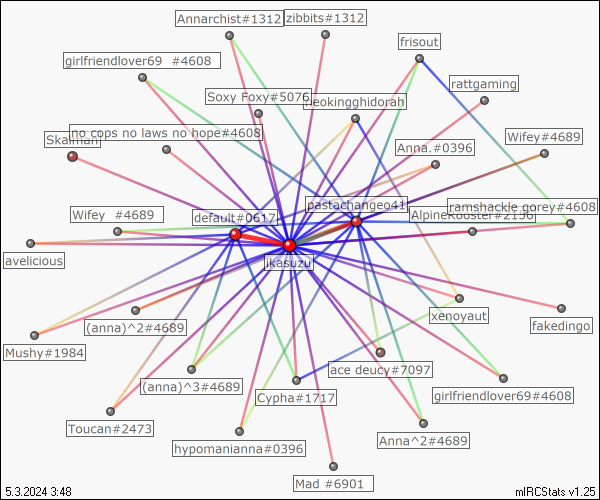 Annarchist#1312
zibbits#1312
frisout
girlfriendlover69 #4608
rattgaming
Soxy Foxy#5076
neokingghidorah
no cops no laws no hope#4608
Wifey#4689
Anna.#0396
pastachangeo41
ramshackle gorey#4608
Wifey #4689
default#0617
AlpineRooster#2156
avelicious
ikasuzu
xenoyaut
fakedingo
(anna)^2#4689
Mushy#1984
ace deucy#7097
(anna)^3#4689
Cypha#1717
girlfriendlover69#4608
Toucan#2473
hypomanianna#0396
Anna^2#4689
Mad #6901
5.3.2024 3:48
mIRCStats v1.25